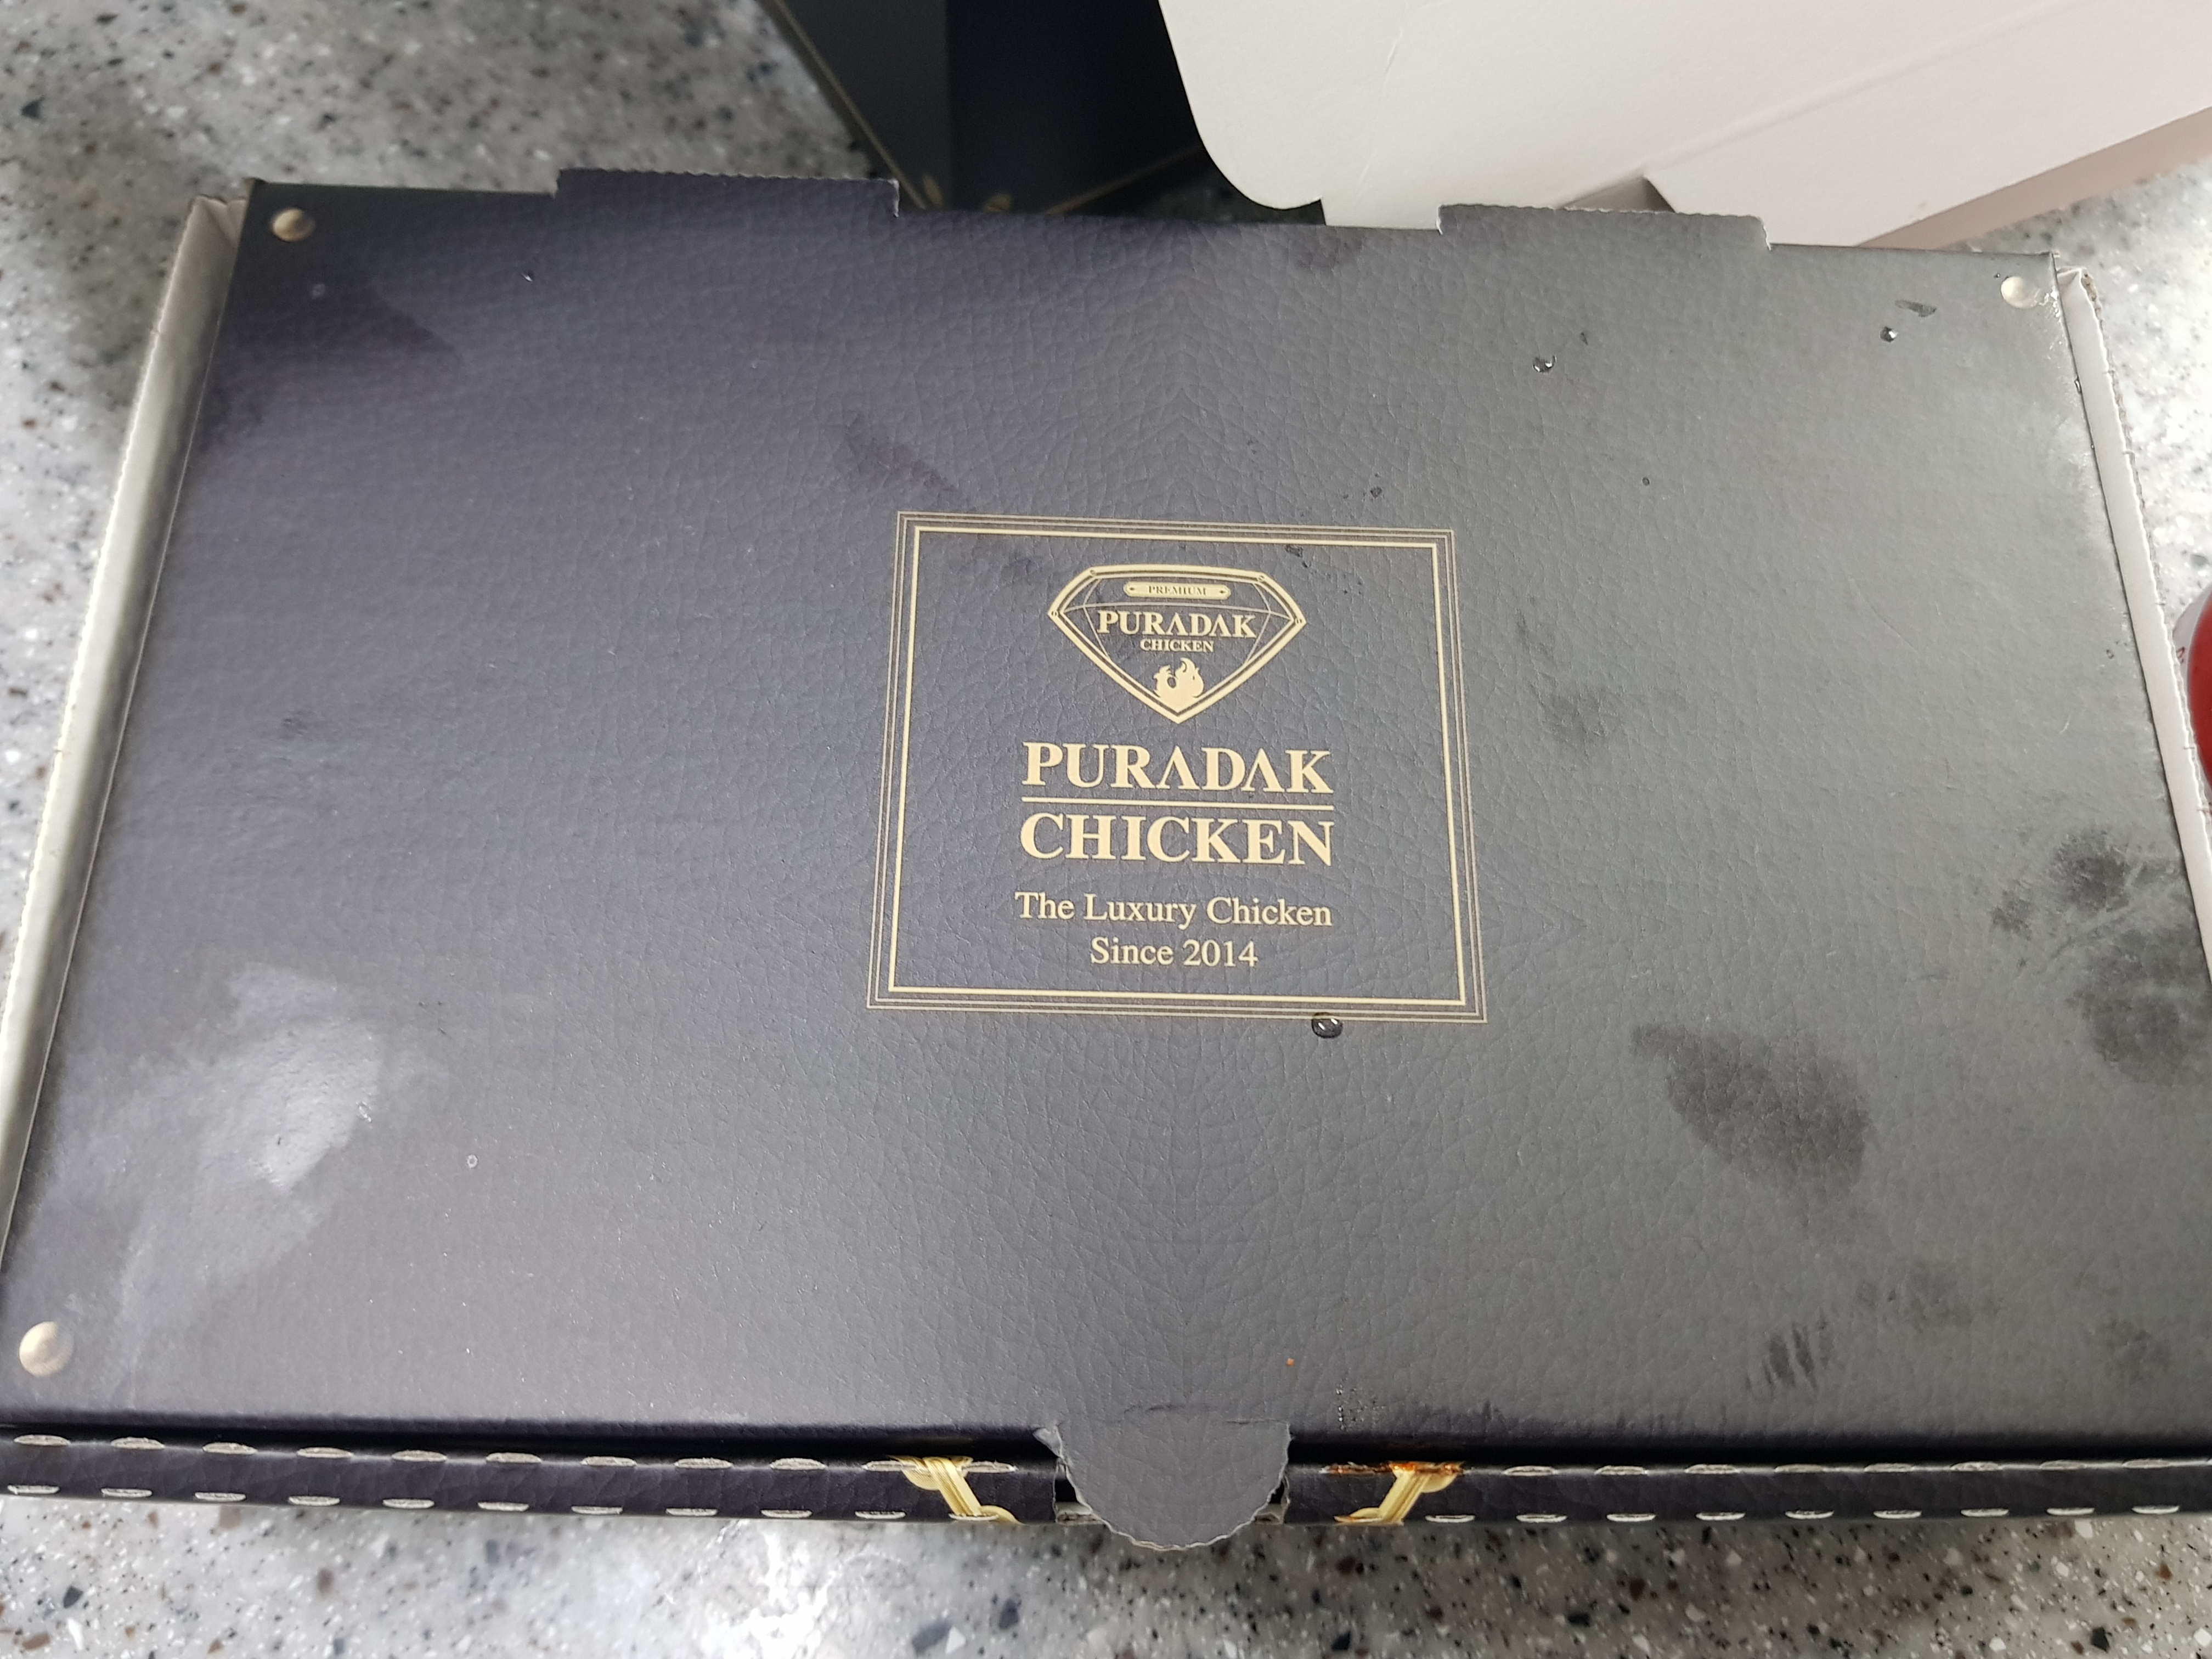 PREMIUM
PURADAK
CHICKEN
PURADAK
CHICKEN
The Luxury Chicken
Since 2014